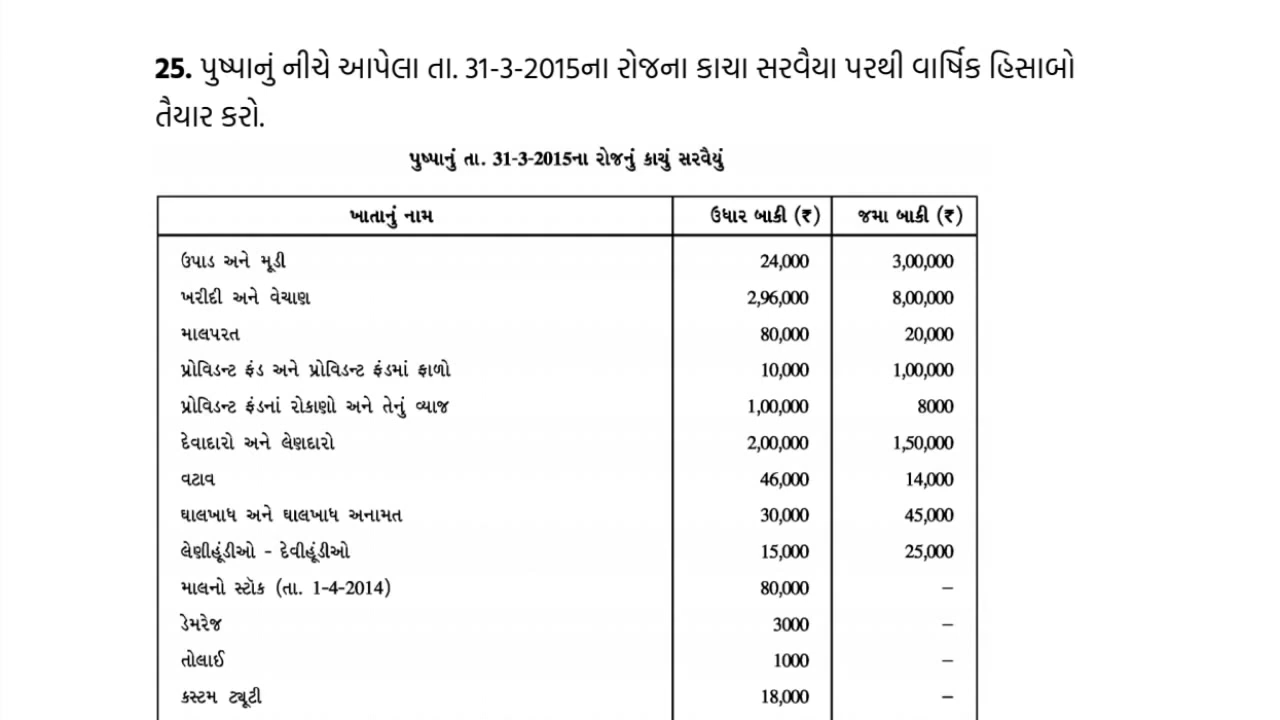 25. પુષ્પાનું નીચે આપેલા તા. 31-3-2015ના રોજના કાચા સરવૈયા પરથી વાર્ષિક હિસાબો
તૈયાર કરો.
પુષ્પાનું તા. 31-3-2015ના રોજનું કાચું સરવૈયું
ખાતાનું નામ ઉધાર બાકી (₹) જમા બાકી (₹)
ઉપાડ અને મૂડી 24,000 3,00,000
ખરીદી અને વેચાણ 2,96,000 8,00,000
માલપરત 80,000 20,000
પ્રોવિડન્ટ ફંડ અને પ્રોવિડન્ટ ફંડમાં ફાળો 10,000 1,00,000
પ્રોવિડન્ટ ફંડનાં રોકાણો અને તેનું વ્યાજ 1,00,000 8000
દેવાદારો અને લેણદારો 2,00,000 1,50,000
વટાવ 46,000 14,000
ઘાલખાધ અને ઘાલખાધ અનામત 30,000 45,000
લેણીહૂંડીઓ - દેવીહૂંડીઓ 15,000 25,000
માલનો સ્ટૉક (તા. 1-4-2014) 80,000 –
ડેમરેજ 3000 –
તોલાઈ 1000 –
કસ્ટમ ડ્યૂટી 18,000 –